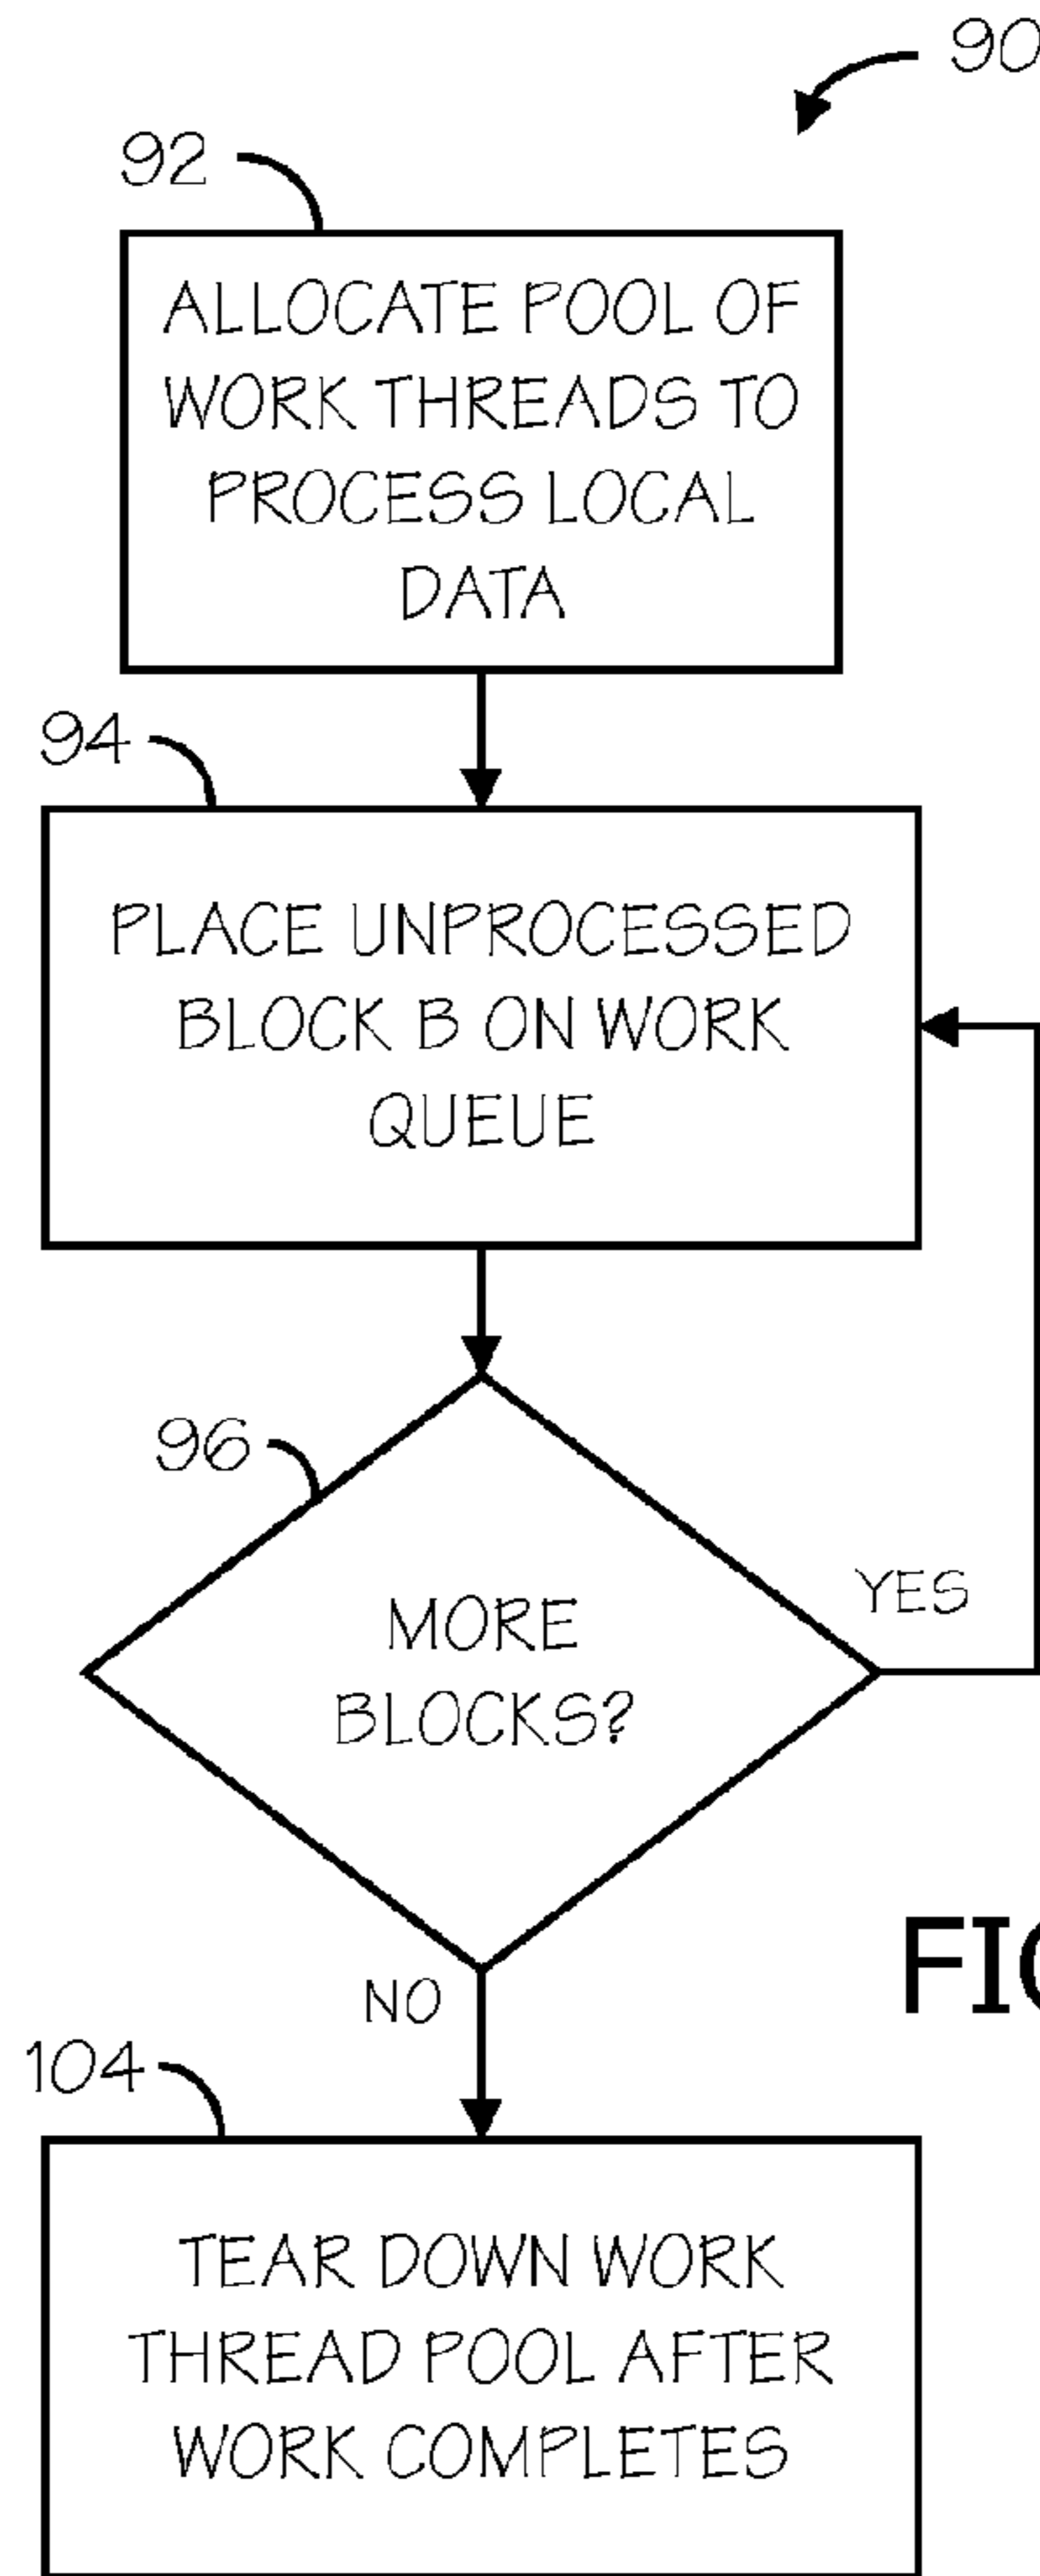 90
92
ALLOCATE POOL OF
WORK THREADS TO
PROCESS LOCAL
DATA
94
PLACE UNPROCESSED
BLOCK B ON WORK
QUEUE
96
MORE
BLOCKS?
YES
NO
104
TEAR DOWN WORK
THREAD POOL AFTER
WORK COMPLETES